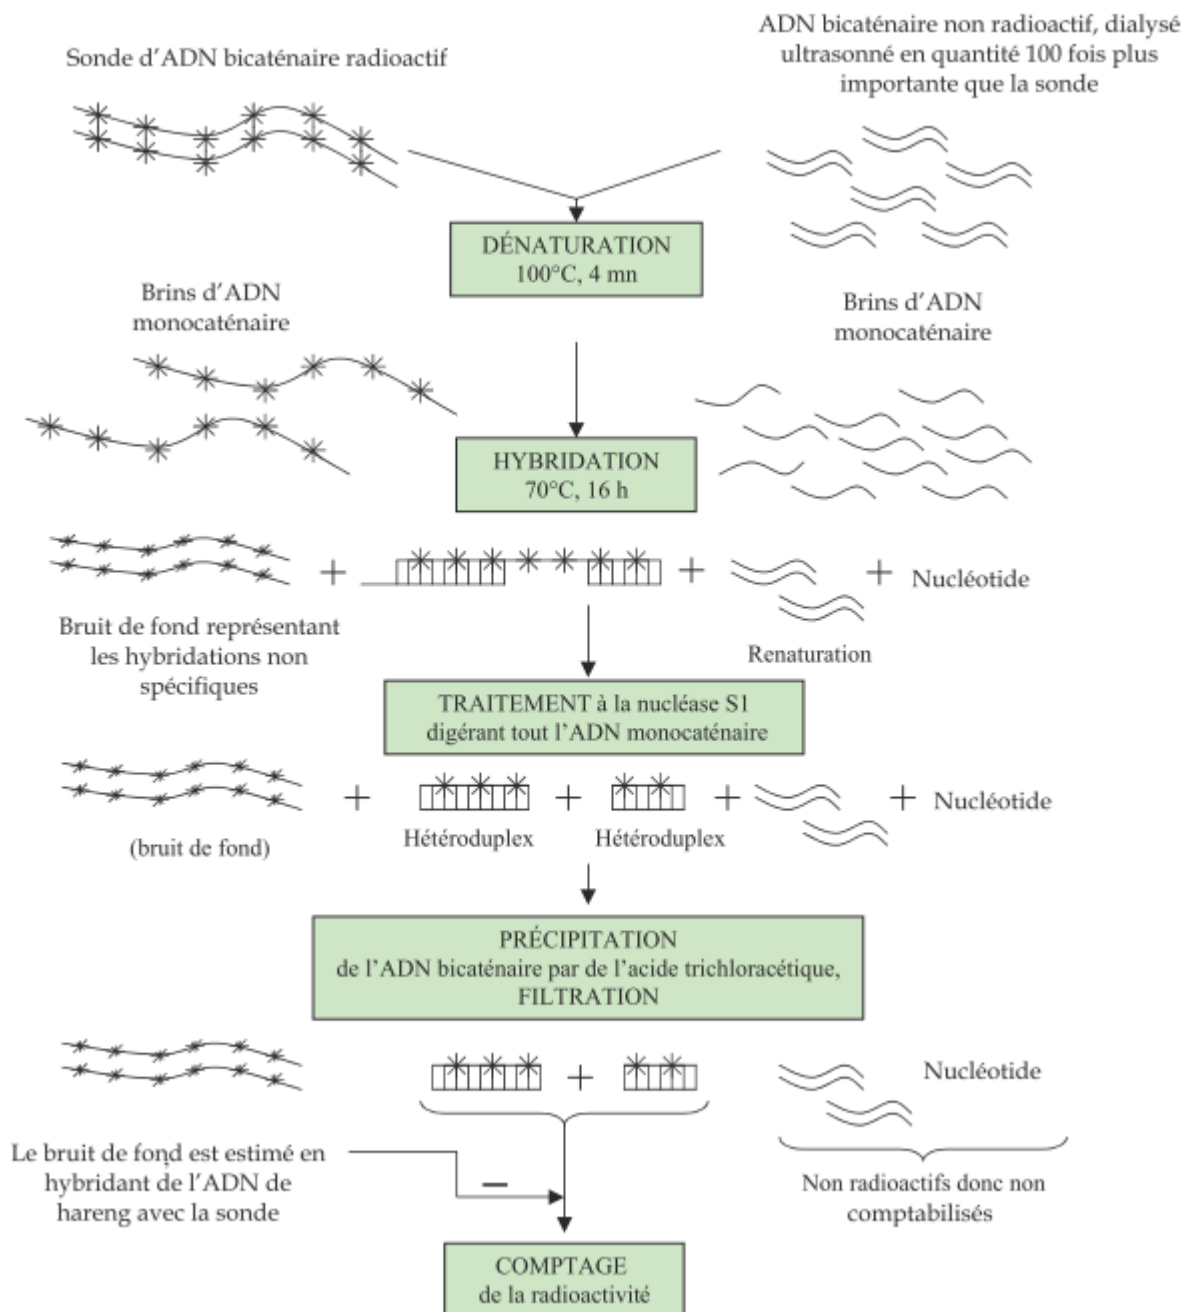 Sonde d'ADN bicaténaire radioactif
ADN bicaténaire non radioactif, dialysé
ultrasonné en quantité 100 fois plus
importante que la sonde
DÉNATURATION
100°C, 4 mn
Brins d'ADN
monocaténaire
Brins d'ADN
monocaténaire
HYBRIDATION
70°C, 16 h
+
+
+
Nucléotide
Bruit de fond représentant
les hybridations non
spécifiques
Renaturation
TRAITEMENT à la nucléase S1
digérant tout l'ADN monocaténaire
+
+
+
+
Nucléotide
(bruit de fond)
Hétéroduplex
Hétéroduplex
PRÉCIPITATION
de l'ADN bicaténaire par de l'acide trichloracétique,
FILTRATION
+
Nucléotide
Le bruit de fond est estimé en
hybridant de l'ADN de
hareng avec la sonde
−
Non radioactifs donc non
comptabilisés
COMPTAGE
de la radioactivité